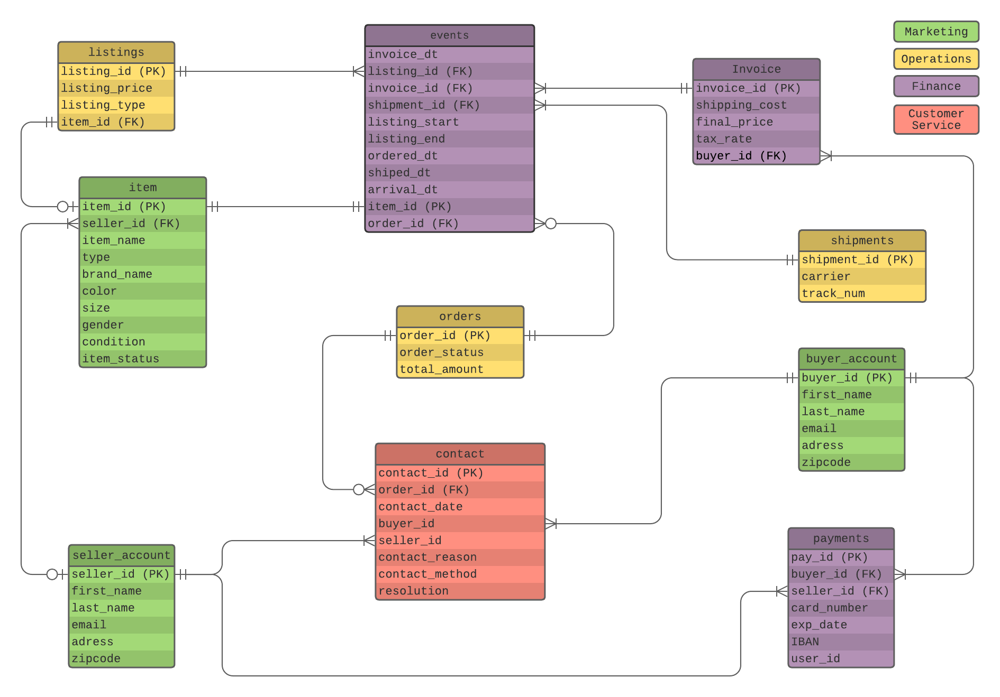 listings
listing_id (PK)
listing_price
listing_type
item_id (FK)
events
invoice_dt
listing_id (FK)
invoice_id (FK)
shipment_id (FK)
listing_start
listing_end
ordered_dt
shiped_dt
arrival_dt
item_id (PK)
order_id (FK)
Invoice
invoice_id (PK)
shipping_cost
final_price
tax_rate
buyer_id (FK)
Marketing
Operations
Finance
Customer
Service
item
item_id (PK)
seller_id (FK)
item_name
type
brand_name
color
size
gender
condition
item_status
shipments
shipment_id (PK)
carrier
track_num
orders
order_id (PK)
order_status
total_amount
buyer_account
buyer_id (PK)
first_name
last_name
email
adress
zipcode
contact
contact_id (PK)
order_id (FK)
contact_date
buyer_id
seller_id
contact_reason
contact_method
resolution
seller_account
seller_id (PK)
first_name
last_name
email
adress
zipcode
payments
pay_id (PK)
buyer_id (FK)
seller_id (FK)
card_number
exp_date
IBAN
user_id